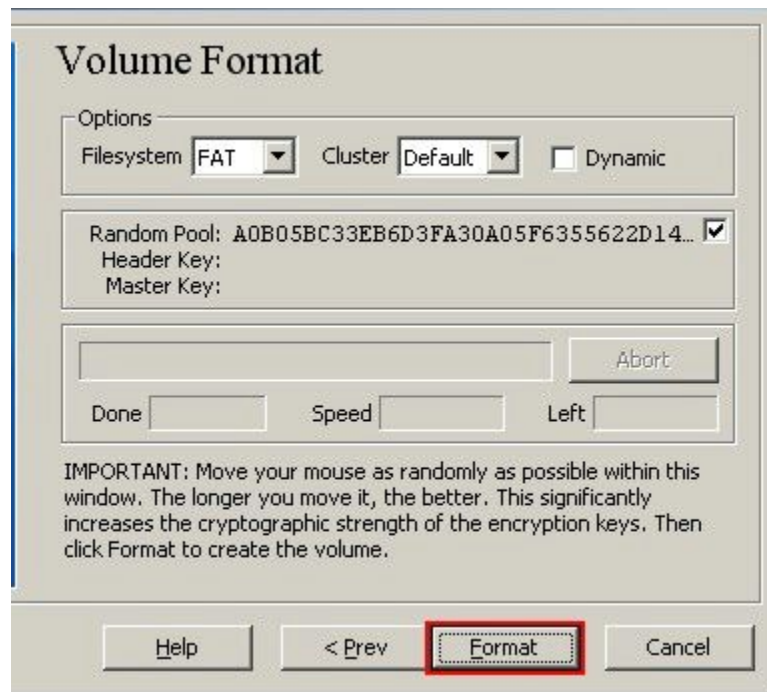 Volume Format
Options
Filesystem FAT Cluster Default Dynamic
Random Pool: A0B05BC33EB6D3FA30A05F6355622D14...
Header Key:
Master Key:
Abort
Done Speed Left
IMPORTANT: Move your mouse as randomly as possible within this
window. The longer you move it, the better. This significantly
increases the cryptographic strength of the encryption keys. Then
click Format to create the volume.
Help < Prev Format Cancel